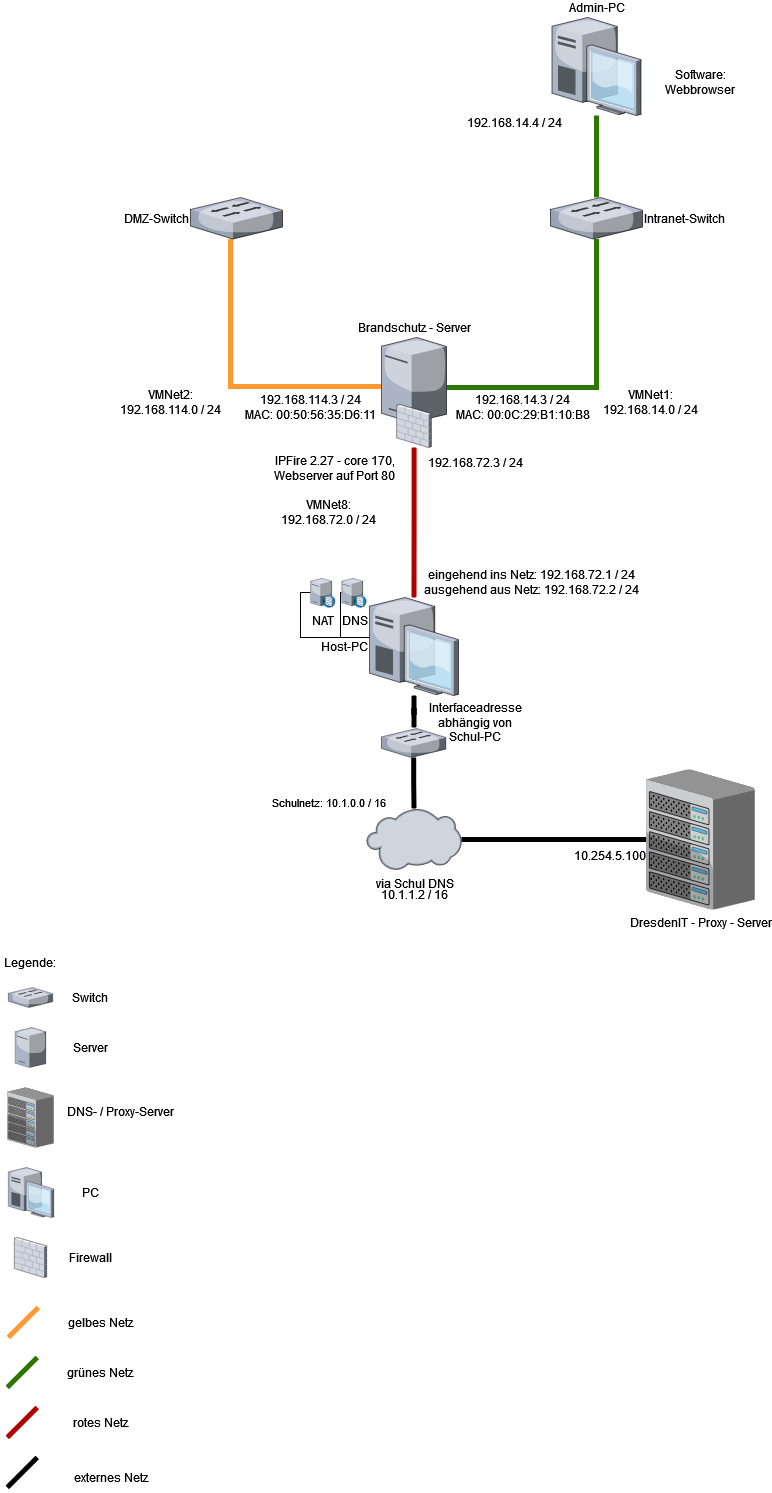 Admin-PC
Software:
Webbrowser
192.168.14.4 / 24
DMZ-Switch
Intranet-Switch
Brandschutz - Server
VMNet2:
192.168.114.0 / 24
192.168.114.3 / 24
MAC: 00:50:56:35:D6:11
192.168.14.3 / 24
MAC: 00:0C:29:B1:10:B8
VMNet1:
192.168.14.0 / 24
IPFire 2.27 - core 170,
Webserver auf Port 80
192.168.72.3 / 24
VMNet8:
192.168.72.0 / 24
eingehend ins Netz: 192.168.72.1 / 24
ausgehend aus Netz: 192.168.72.2 / 24
NAT
DNS
Host-PC
Interfaceadresse
abhängig von
Schul-PC
Schulnetz: 10.1.0.0 / 16
10.254.5.100
via Schul DNS
10.1.1.2 / 16
DresdenIT - Proxy - Server
Legende:
Switch
Server
DNS- / Proxy-Server
PC
Firewall
gelbes Netz
grünes Netz
rotes Netz
externes Netz